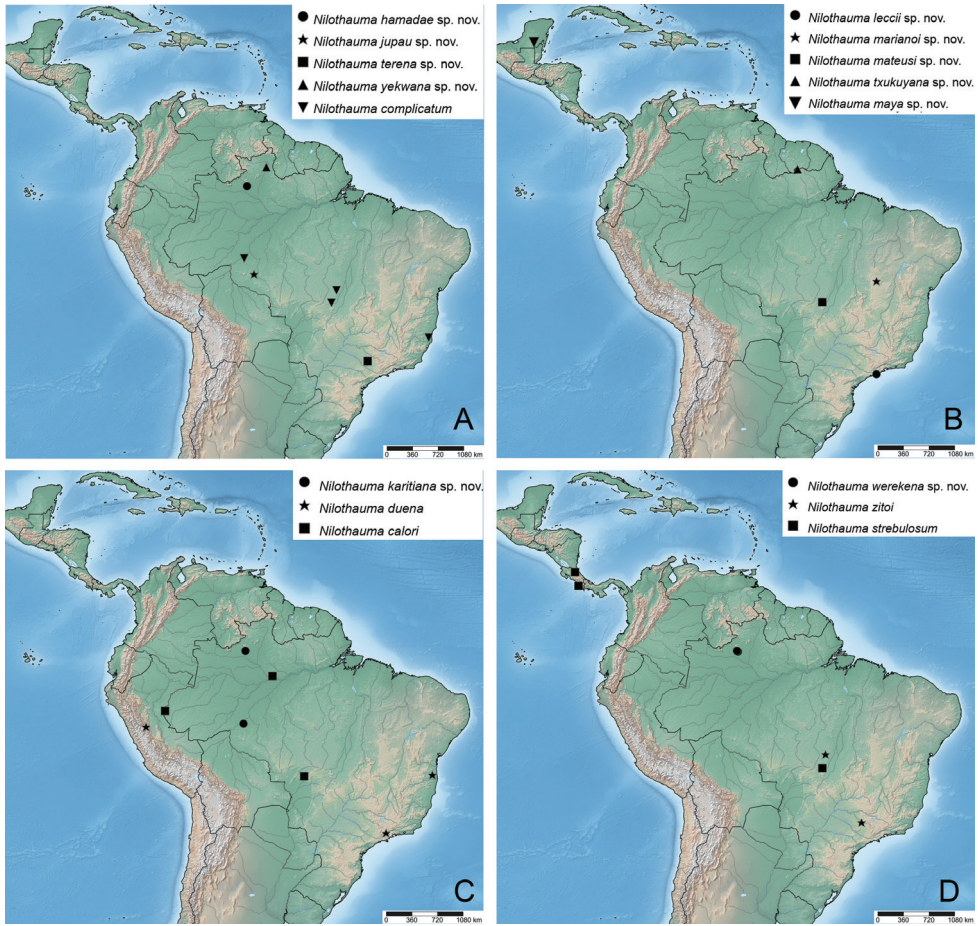 Nilothauma hamadae sp. nov.
Nilothauma jupau sp. nov.
Nilothauma terena sp. nov.
Nilothauma yekwana sp. nov.
Nilothauma complicatum
A
0 360 720 1080 km
Nilothauma leccii sp. nov.
Nilothauma marianoi sp. nov.
Nilothauma mateusi sp. nov.
Nilothauma txukuyana sp. nov.
Nilothauma maya sp. nov.
B
0 360 720 1080 km
Nilothauma karitiana sp. nov.
Nilothauma duena
Nilothauma calori
C
0 360 720 1080 km
Nilothauma werekena sp. nov.
Nilothauma zitoi
Nilothauma strebulosum
D
0 360 720 1080 km